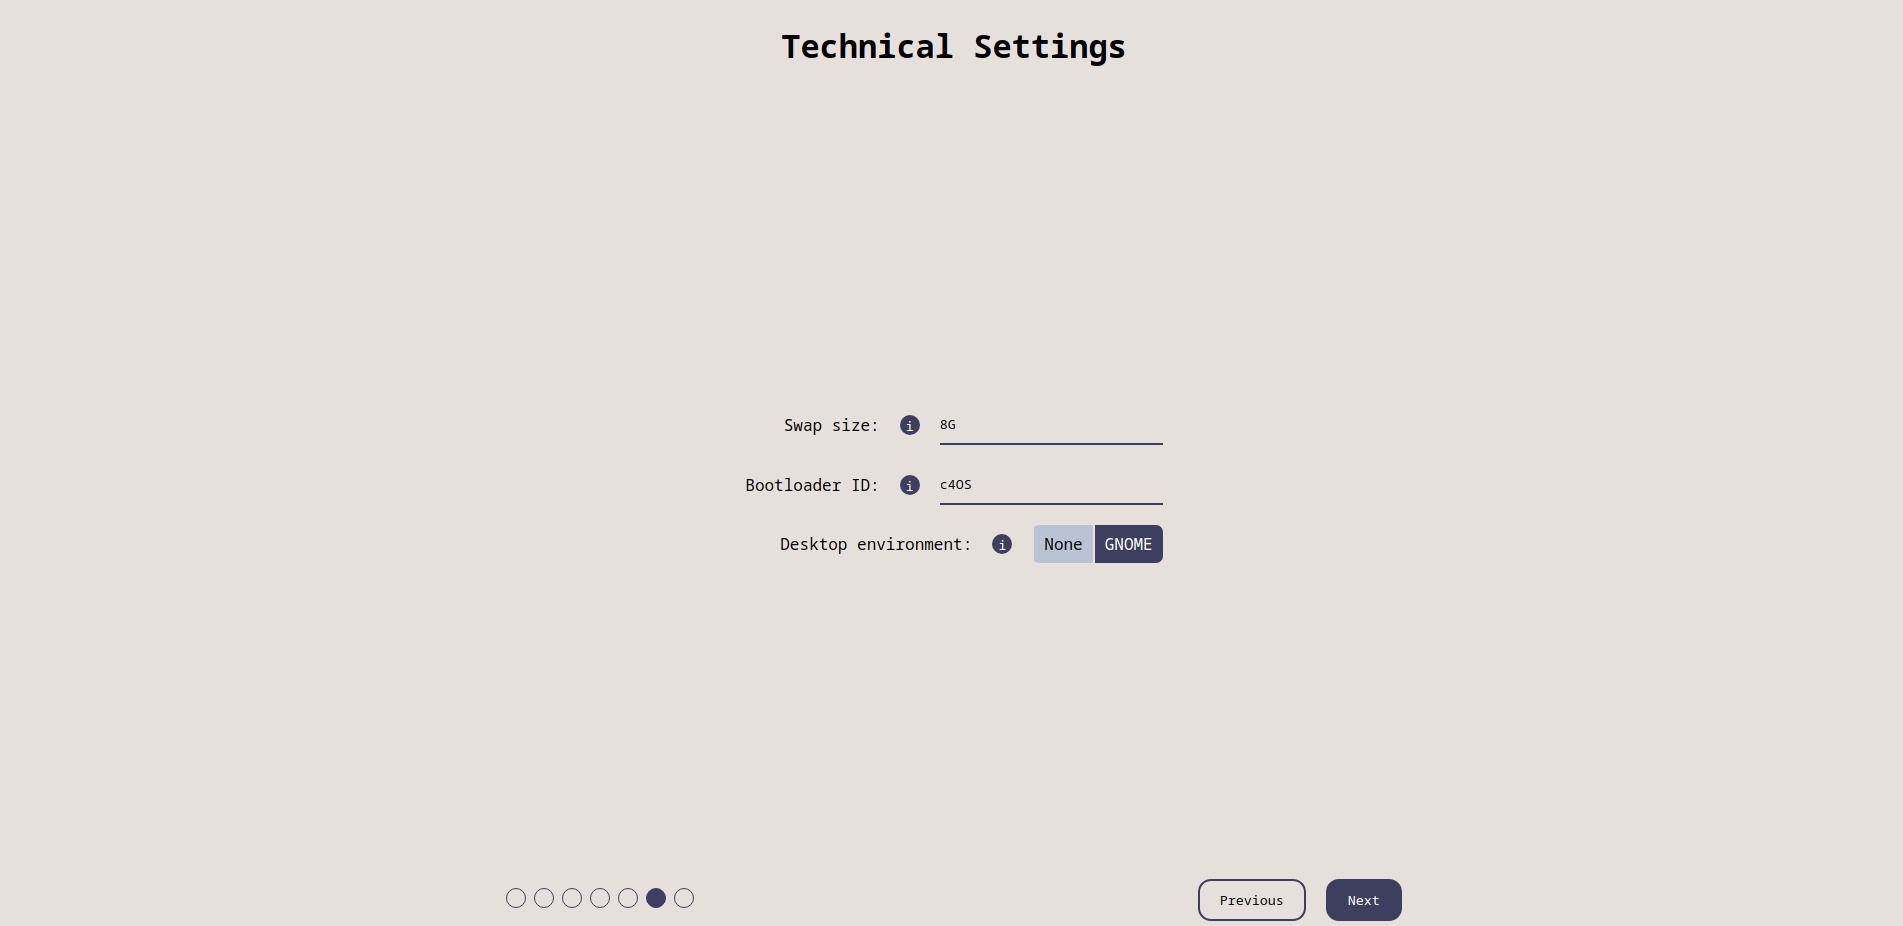 Technical Settings
Swap size: i 8G
Bootloader ID: i c4OS
Desktop environment: i None GNOME
Previous Next